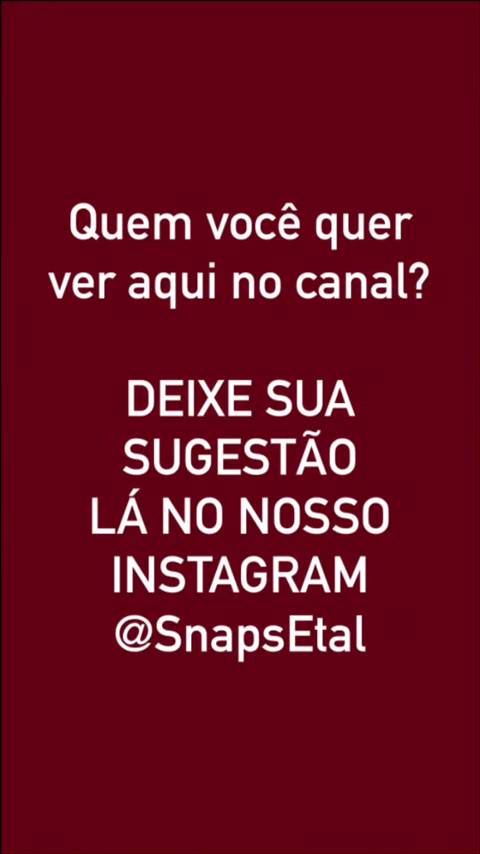 Quem você quer
ver aqui no canal?
DEIXE SUA
SUGESTÃO
LÁ NO NOSSO
INSTAGRAM
@SnapsEtal